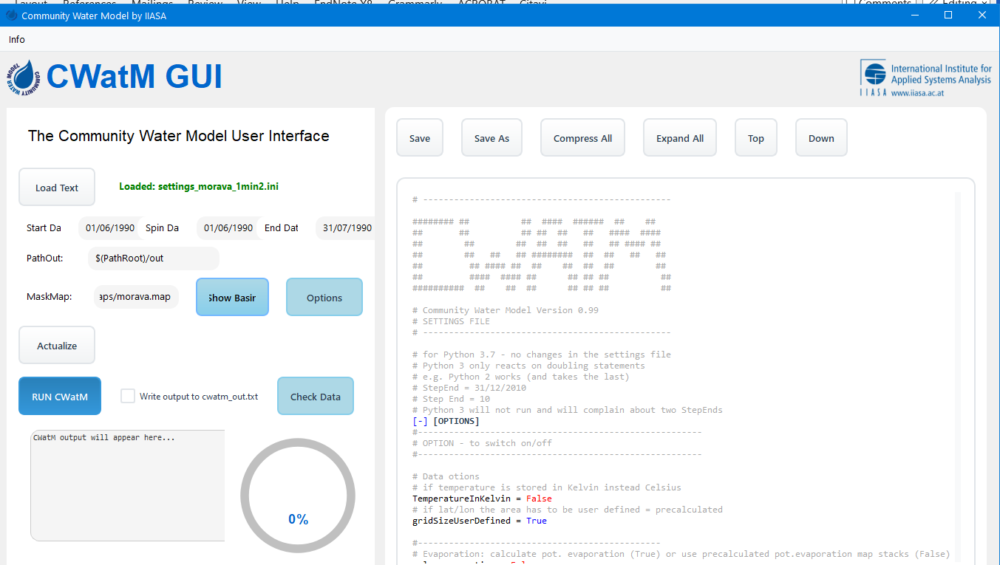 Layout References Mailings Review View Help EndNote X8 Grammarly ACROBAT Citavi Comments Editing
Community Water Model by IIASA
Info
COMMUNITY WATER MODEL
CWatM GUI
International Institute for
Applied Systems Analysis
IIASA www.iiasa.ac.at
The Community Water Model User Interface
Load Text
Loaded: settings_morava_1min2.ini
Start Da 01/06/1990 Spin Da 01/06/1990 End Dat 31/07/1990
PathOut: $(PathRoot)/out
MaskMap: aps/morava.map Show Basin Options
Actualize
RUN CWatM Write output to cwatm_out.txt Check Data
CWatM output will appear here...
0%
Save Save As Compress All Expand All Top Down
# ------------------------------------------------
######## ##          ##  ####  ######  ##    ##
##       ##          ## ##  ##   ##   ####  ####
##        ##        ##  ##  ##   ##   ## #### ##
##        ##   ##   ## ########  ##  ##   ##   ##
##         ## #### ##  ##    ##  ##  ##        ##
##         ####  #### ##      ## ## ##          ##
##########  ##    ##  ##      ## ## ##          ##
# Community Water Model Version 0.99
# SETTINGS FILE
# ------------------------------------------------
# for Python 3.7 - no changes in the settings file
# Python 3 only reacts on doubling statements
# e.g. Python 2 works (and takes the last)
# StepEnd = 31/12/2010
# Step End = 10
# Python 3 will not run and will complain about two StepEnds
[-] [OPTIONS]
#-------------------------------------------------------
# OPTION - to switch on/off
#-------------------------------------------------------
# Data otions
# if temperature is stored in Kelvin instead Celsius
TemperatureInKelvin = False
# if lat/lon the area has to be user defined = precalculated
gridSizeUserDefined = True
#-----------------------------------------------
# Evaporation: calculate pot. evaporation (True) or use precalculated pot.evaporation map stacks (False)